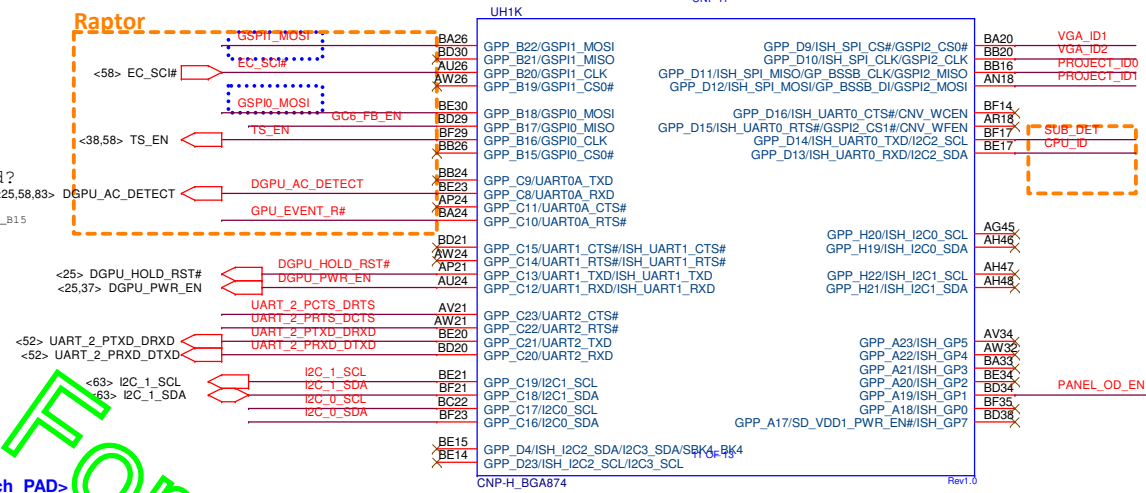 CNP-H
Raptor
UH1K
GSPI1_MOSI BA26 GPP_B22/GSPI1_MOSI GPP_D9/ISH_SPI_CS#/GSPI2_CS0# BA20 VGA_ID1
BD30 GPP_B21/GSPI1_MISO GPP_D10/ISH_SPI_CLK/GSPI2_CLK BB20 VGA_ID2
<58> EC_SCI# EC_SCI# AU26 GPP_B20/GSPI1_CLK GPP_D11/ISH_SPI_MISO/GP_BSSB_CLK/GSPI2_MISO BB16 PROJECT_ID0
AW26 GPP_B19/GSPI1_CS0# GPP_D12/ISH_SPI_MOSI/GP_BSSB_DI/GSPI2_MOSI AN18 PROJECT_ID1
GSPI0_MOSI BE30 GPP_B18/GSPI0_MOSI GPP_D16/ISH_UART0_CTS#/CNV_WCEN BF14
GC6_FB_EN BD29 GPP_B17/GSPI0_MISO GPP_D15/ISH_UART0_RTS#/GSPI2_CS1#/CNV_WFEN AR18
<38,58> TS_EN TS_EN BF29 GPP_B16/GSPI0_CLK GPP_D14/ISH_UART0_TXD/I2C2_SCL BF17 SUB_DET
BB26 GPP_B15/GSPI0_CS0# GPP_D13/ISH_UART0_RXD/I2C2_SDA BE17 CPU_ID
BB24 GPP_C9/UART0A_TXD
25,58,83> DGPU_AC_DETECT DGPU_AC_DETECT BE23 GPP_C8/UART0A_RXD
AP24 GPP_C11/UART0A_CTS#
_B15 GPU_EVENT_R# BA24 GPP_C10/UART0A_RTS#
GPP_H20/ISH_I2C0_SCL AG45
BD21 GPP_C15/UART1_CTS#/ISH_UART1_CTS# GPP_H19/ISH_I2C0_SDA AH46
AW24 GPP_C14/UART1_RTS#/ISH_UART1_RTS#
<25> DGPU_HOLD_RST# DGPU_HOLD_RST# AP21 GPP_C13/UART1_TXD/ISH_UART1_TXD GPP_H22/ISH_I2C1_SCL AH47
<25,37> DGPU_PWR_EN DGPU_PWR_EN AU24 GPP_C12/UART1_RXD/ISH_UART1_RXD GPP_H21/ISH_I2C1_SDA AH48
UART_2_PCTS_DRTS AV21 GPP_C23/UART2_CTS#
UART_2_PRTS_DCTS AW21 GPP_C22/UART2_RTS#
<52> UART_2_PTXD_DRXD UART_2_PTXD_DRXD BE20 GPP_C21/UART2_TXD GPP_A23/ISH_GP5 AV34
<52> UART_2_PRXD_DTXD UART_2_PRXD_DTXD BD20 GPP_C20/UART2_RXD GPP_A22/ISH_GP4 AW32
GPP_A21/ISH_GP3 BA33
<63> I2C_1_SCL I2C_1_SCL BE21 GPP_C19/I2C1_SCL GPP_A20/ISH_GP2 BE34
<63> I2C_1_SDA I2C_1_SDA BF21 GPP_C18/I2C1_SDA GPP_A19/ISH_GP1 BD34 PANEL_OD_EN
I2C_0_SCL BC22 GPP_C17/I2C0_SCL GPP_A18/ISH_GP0 BF35
I2C_0_SDA BF23 GPP_C16/I2C0_SDA GPP_A17/SD_VDD1_PWR_EN#/ISH_GP7 BD38
BE15 GPP_D4/ISH_I2C2_SDA/I2C3_SDA/SBK4_BK4 11 OF 13
BE14 GPP_D23/ISH_I2C2_SCL/I2C3_SCL
CNP-H_BGA874 Rev1.0
For
ch PAD>